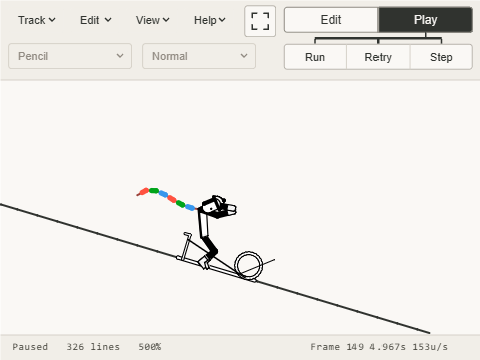 Track Edit View Help Edit Play
Pencil Normal Run Retry Step
Paused 326 lines 500% Frame 149 4.967s 153u/s